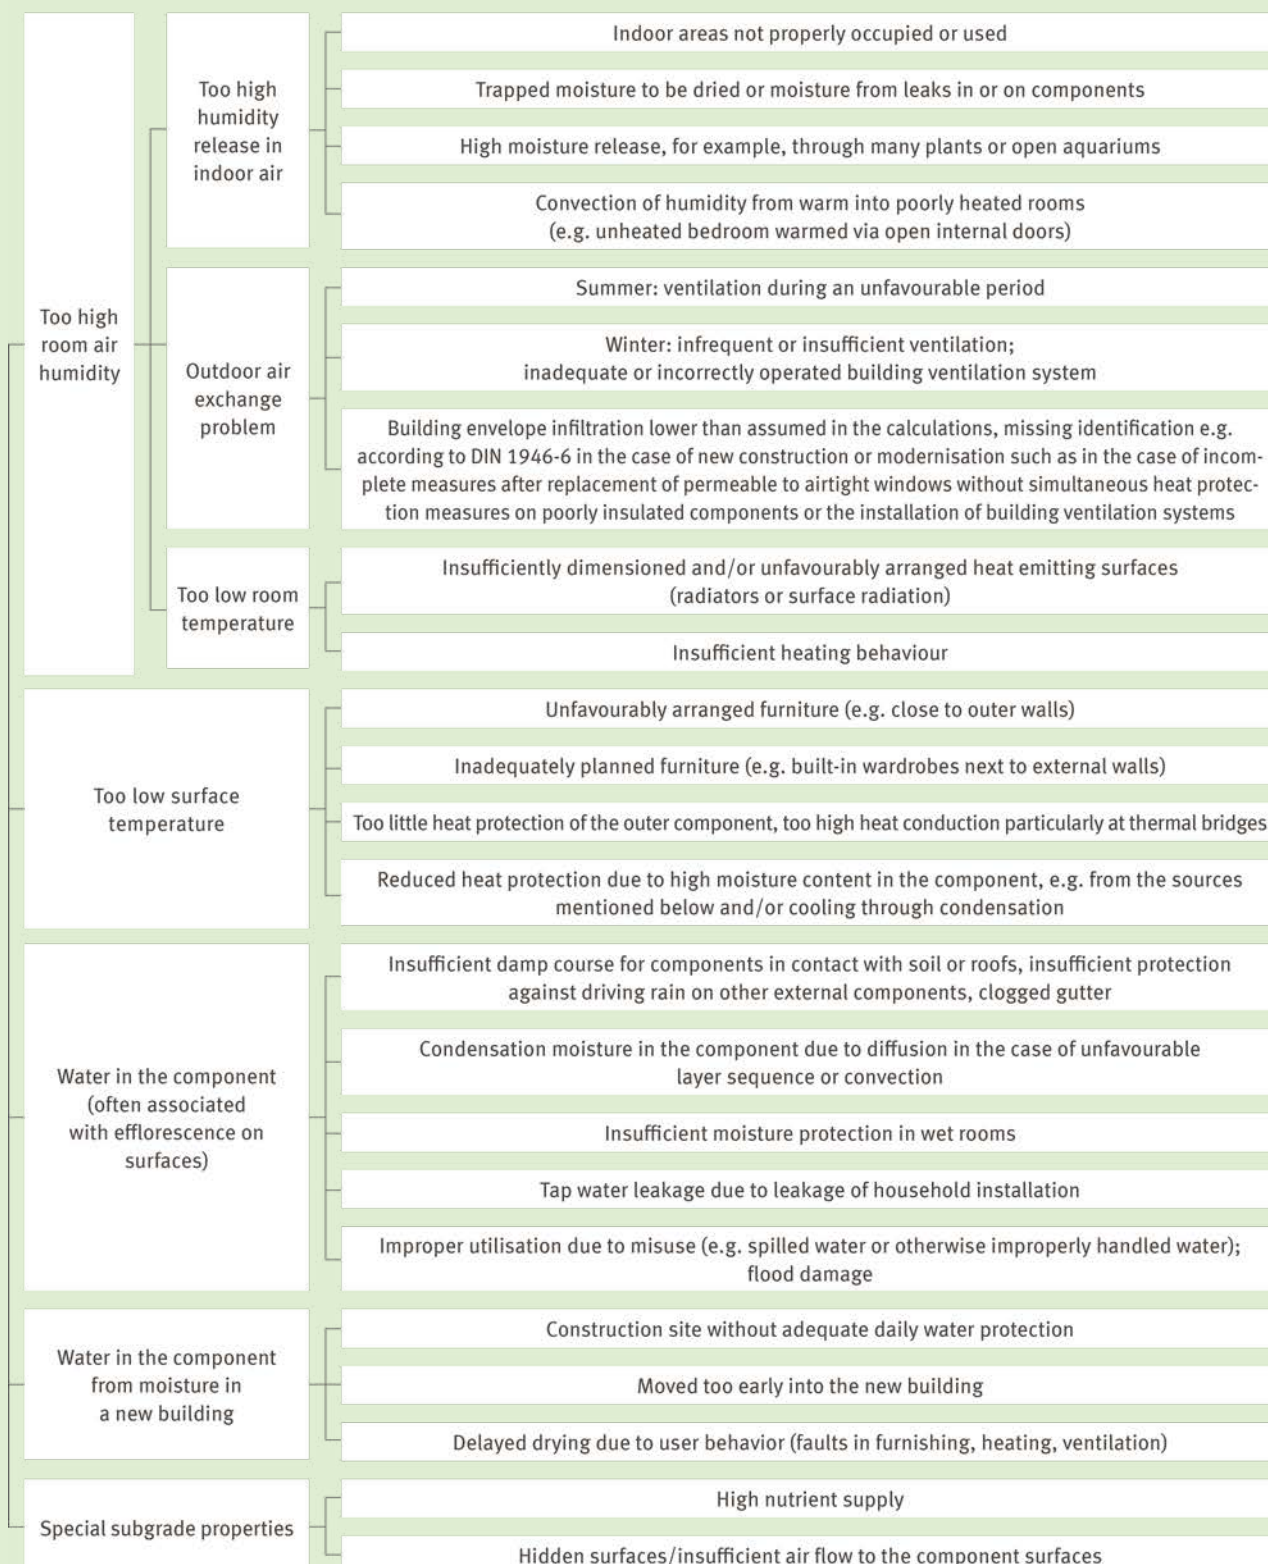 Too high
room air
humidity
Too high
humidity
release in
indoor air
Indoor areas not properly occupied or used
Trapped moisture to be dried or moisture from leaks in or on components
High moisture release, for example, through many plants or open aquariums
Convection of humidity from warm into poorly heated rooms
(e.g. unheated bedroom warmed via open internal doors)
Outdoor air
exchange
problem
Summer: ventilation during an unfavourable period
Winter: infrequent or insufficient ventilation;
inadequate or incorrectly operated building ventilation system
Building envelope infiltration lower than assumed in the calculations, missing identification e.g.
according to DIN 1946-6 in the case of new construction or modernisation such as in the case of incom-
plete measures after replacement of permeable to airtight windows without simultaneous heat protec-
tion measures on poorly insulated components or the installation of building ventilation systems
Too low room
temperature
Insufficiently dimensioned and/or unfavourably arranged heat emitting surfaces
(radiators or surface radiation)
Insufficient heating behaviour
Too low surface
temperature
Unfavourably arranged furniture (e.g. close to outer walls)
Inadequately planned furniture (e.g. built-in wardrobes next to external walls)
Too little heat protection of the outer component, too high heat conduction particularly at thermal bridges
Reduced heat protection due to high moisture content in the component, e.g. from the sources
mentioned below and/or cooling through condensation
Water in the component
(often associated
with efflorescence on
surfaces)
Insufficient damp course for components in contact with soil or roofs, insufficient protection
against driving rain on other external components, clogged gutter
Condensation moisture in the component due to diffusion in the case of unfavourable
layer sequence or convection
Insufficient moisture protection in wet rooms
Tap water leakage due to leakage of household installation
Improper utilisation due to misuse (e.g. spilled water or otherwise improperly handled water);
flood damage
Water in the component
from moisture in
a new building
Construction site without adequate daily water protection
Moved too early into the new building
Delayed drying due to user behavior (faults in furnishing, heating, ventilation)
Special subgrade properties
High nutrient supply
Hidden surfaces/insufficient air flow to the component surfaces